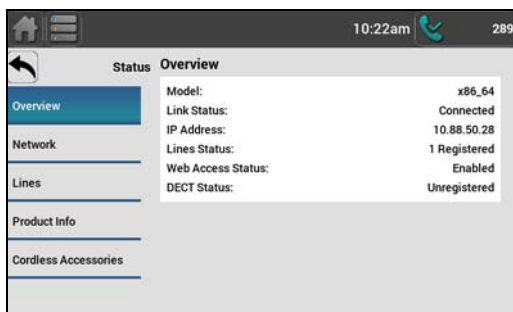 10:22am 289
Status Overview
Overview
Network
Lines
Product Info
Cordless Accessories
Model: x86_64
Link Status: Connected
IP Address: 10.88.50.28
Lines Status: 1 Registered
Web Access Status: Enabled
DECT Status: Unregistered